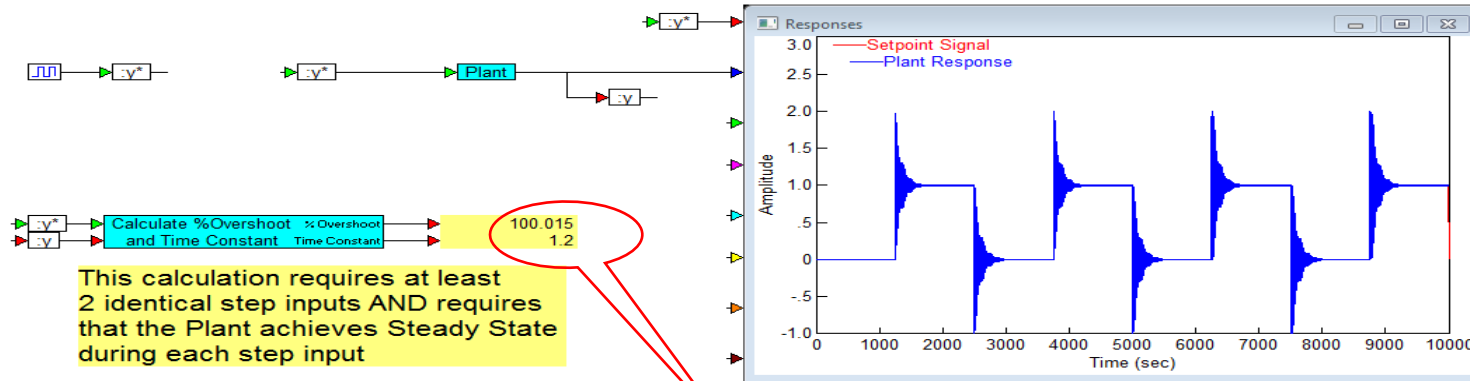 :y*
Responses
Setpoint Signal
Plant Response
:y*
:y*
Plant
:y
3.0
2.5
2.0
1.5
1.0
.5
0
-.5
-1.0
Amplitude
0 1000 2000 3000 4000 5000 6000 7000 8000 9000 10000
Time (sec)
:y*
:y
Calculate %Overshoot % Overshoot
and Time Constant Time Constant
100.015
1.2
This calculation requires at least
2 identical step inputs AND requires
that the Plant achieves Steady State
during each step input